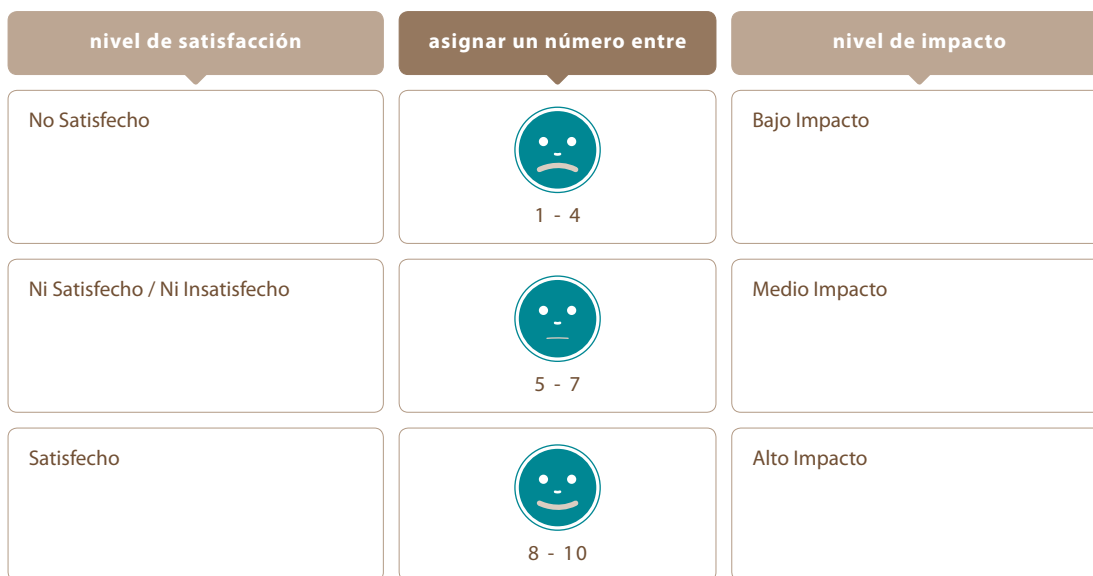 nivel de satisfacción
asignar un número entre
nivel de impacto
No Satisfecho
1 - 4
Bajo Impacto
Ni Satisfecho / Ni Insatisfecho
5 - 7
Medio Impacto
Satisfecho
8 - 10
Alto Impacto